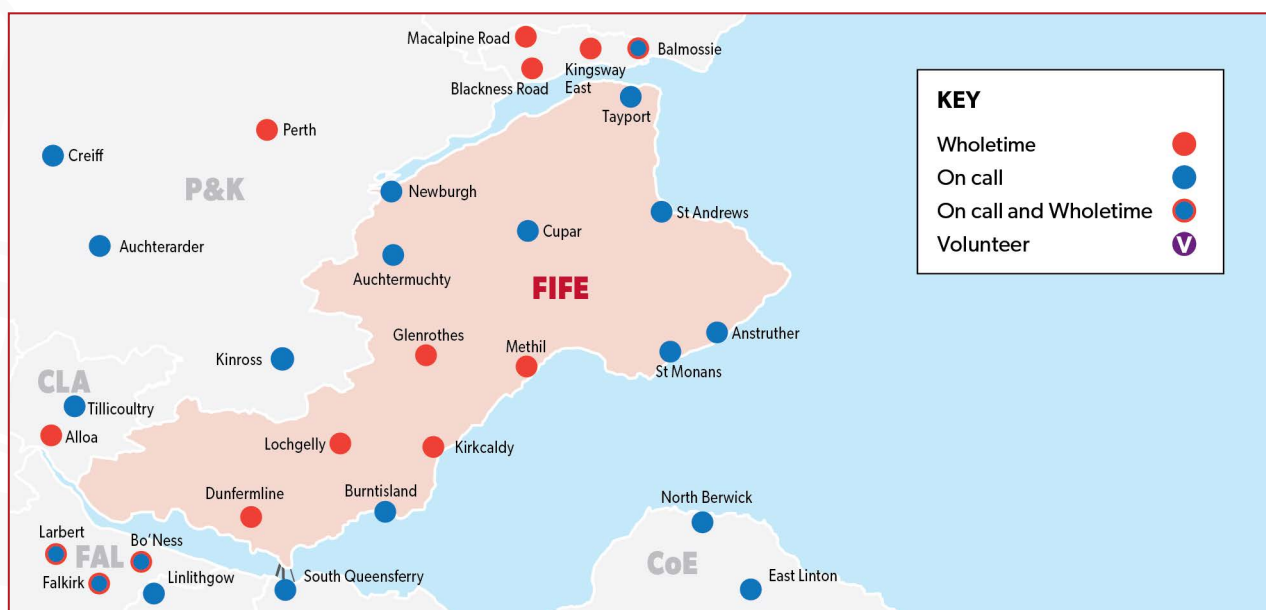 Macalpine Road
Blackness Road
Kingsway
East
Balmossie
Tayport
Perth
Creiff
P&K
Newburgh
St Andrews
Cupar
Auchterarder
Auchtermuchty
FIFE
Glenrothes
Methil
Anstruther
St Monans
Kinross
CLA
Tillicoultry
Alloa
Lochgelly
Kirkcaldy
Dunfermline
Burntisland
North Berwick
Larbert
Bo'Ness
FAL
Falkirk
Linlithgow
South Queensferry
CoE
East Linton
KEY
Wholetime
On call
On call and Wholetime
Volunteer
V